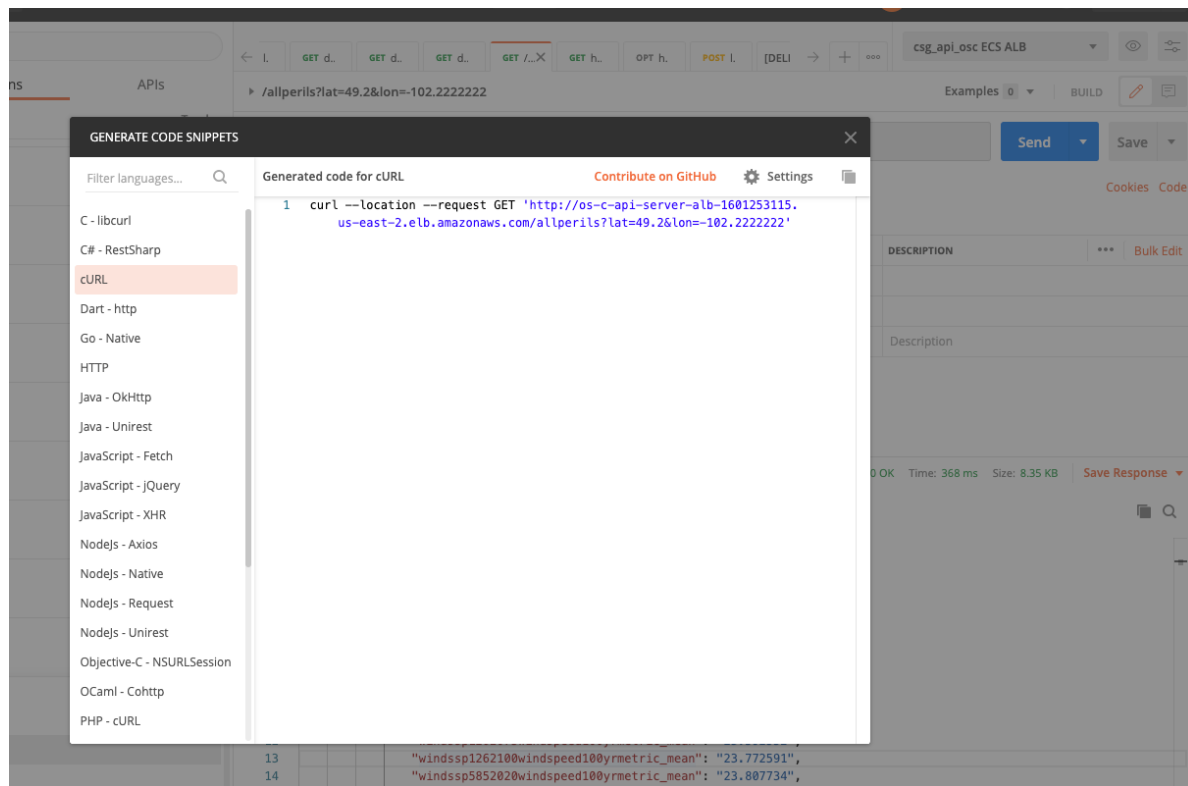 l.
GET d..
GET d..
GET d..
GET /...X
GET h..
OPT h.
POST l.
[DELI
csg_api_osc ECS ALB
ns
APIs
/allperils?lat=49.2&lon=-102.2222222
Examples 0
BUILD
GENERATE CODE SNIPPETS
Send
Save
Filter languages...
Generated code for cURL
Contribute on GitHub
Settings
Cookies Code
1 curl --location --request GET 'http://os-c-api-server-alb-1601253115.
us-east-2.elb.amazonaws.com/allperils?lat=49.2&lon=-102.2222222'
C - libcurl
C# - RestSharp
DESCRIPTION
Bulk Edit
cURL
Dart - http
Go - Native
Description
HTTP
Java - OkHttp
Java - Unirest
JavaScript - Fetch
0 OK Time: 368 ms Size: 8.35 KB Save Response
JavaScript - jQuery
JavaScript - XHR
NodeJs - Axios
NodeJs - Native
NodeJs - Request
NodeJs - Unirest
Objective-C - NSURLSession
OCaml - Cohttp
PHP - cURL
13 "windssp1262100windspeed100yrmetric_mean": "23.772591",
14 "windssp5852020windspeed100yrmetric_mean": "23.807734",